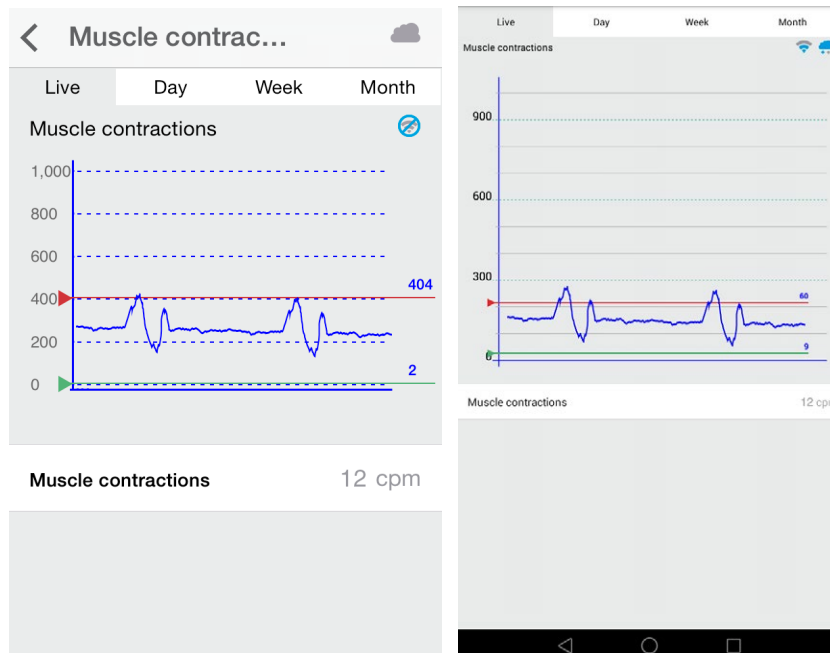 Muscle contrac...
Live Day Week Month
Muscle contractions
1,000
800
600
404
400
200
2
0
Muscle contractions 12 cpm
Live Day Week Month
Muscle contractions
900
600
300
60
9
0
Muscle contractions 12 cpm